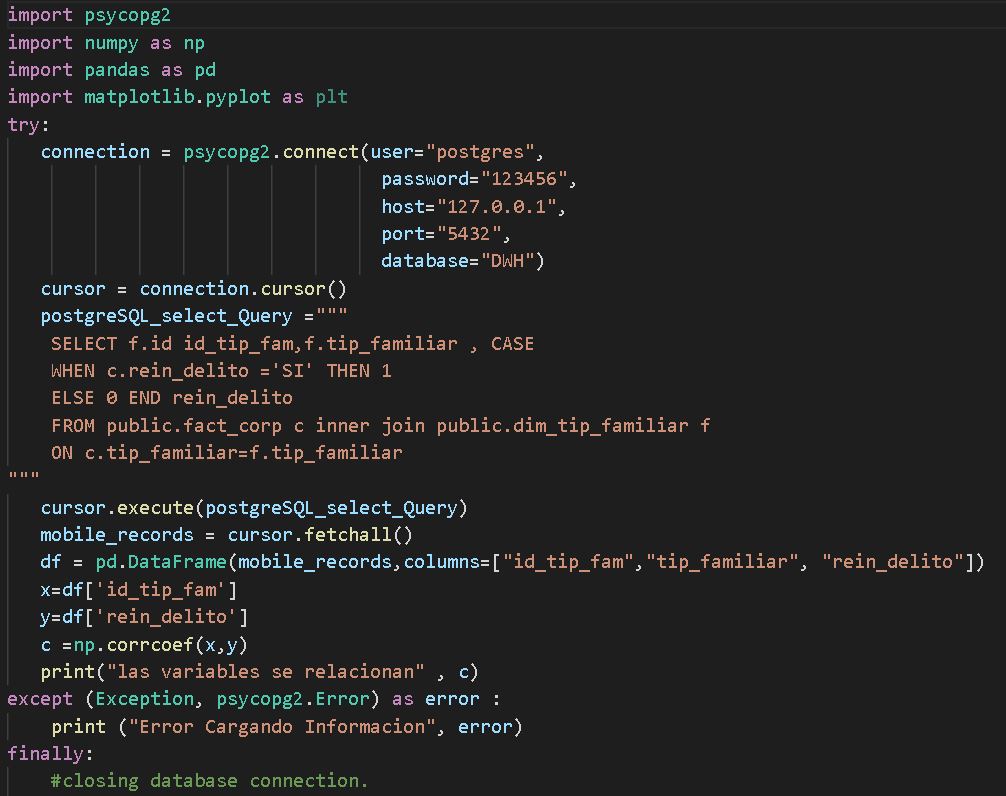 import psycopg2
import numpy as np
import pandas as pd
import matplotlib.pyplot as plt
try:
   connection = psycopg2.connect(user="postgres",
                                  password="123456",
                                  host="127.0.0.1",
                                  port="5432",
                                  database="DWH")
   cursor = connection.cursor()
   postgreSQL_select_Query ="""
    SELECT f.id id_tip_fam,f.tip_familiar , CASE
    WHEN c.rein_delito ='SI' THEN 1
    ELSE 0 END rein_delito
    FROM public.fact_corp c inner join public.dim_tip_familiar f
    ON c.tip_familiar=f.tip_familiar
"""
   cursor.execute(postgreSQL_select_Query)
   mobile_records = cursor.fetchall()
   df = pd.DataFrame(mobile_records,columns=["id_tip_fam","tip_familiar", "rein_delito"])
   x=df['id_tip_fam']
   y=df['rein_delito']
   c =np.corrcoef(x,y)
   print("las variables se relacionan" , c)
except (Exception, psycopg2.Error) as error :
    print ("Error Cargando Informacion", error)
finally:
    #closing database connection.